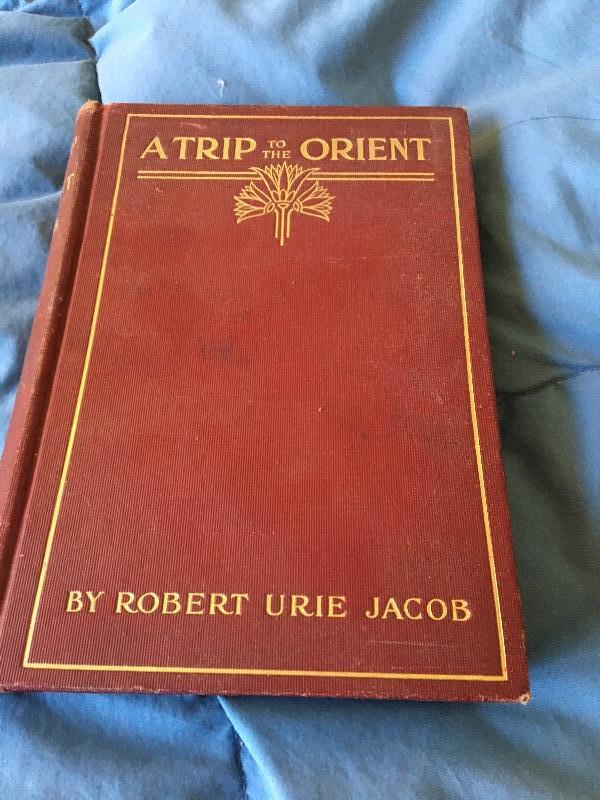 A TRIP TO THE ORIENT
BY ROBERT URIE JACOB